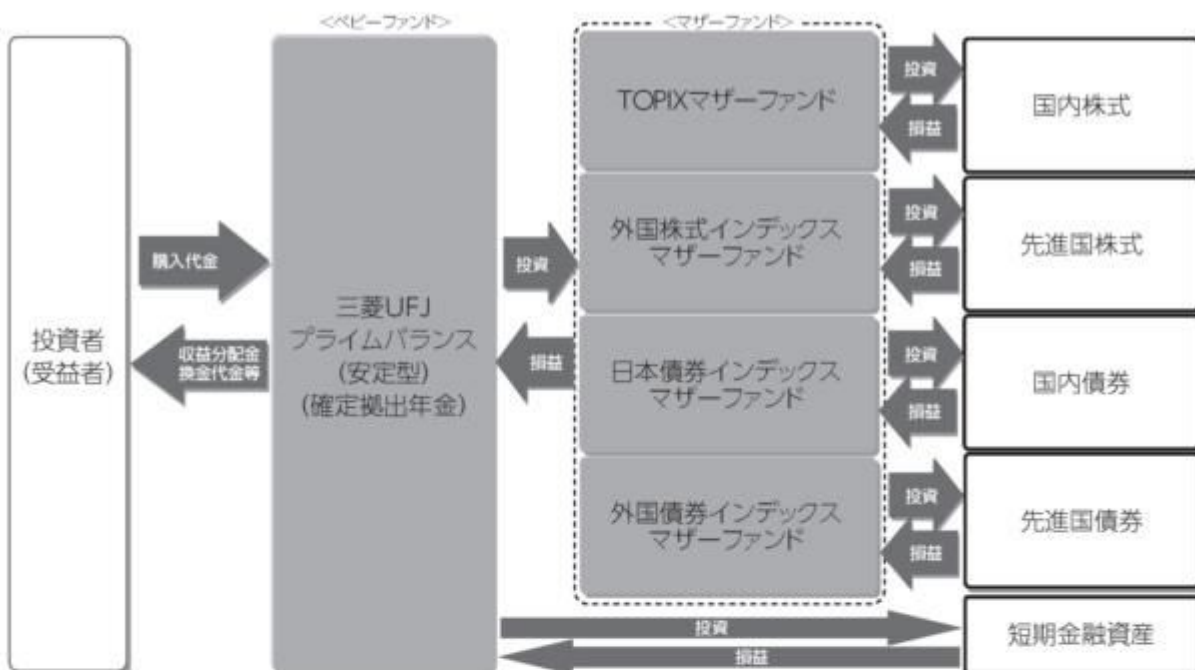 <ベビーファンド>
<マザーファンド>
投資者
(受益者)
購入代金
収益分配金
換金代金等
三菱UFJ
プライムバランス
(安定型)
(確定拠出年金)
投資
損益
TOPIXマザーファンド
投資
損益
国内株式
外国株式インデックス
マザーファンド
投資
損益
先進国株式
日本債券インデックス
マザーファンド
投資
損益
国内債券
外国債券インデックス
マザーファンド
投資
損益
先進国債券
投資
損益
短期金融資産